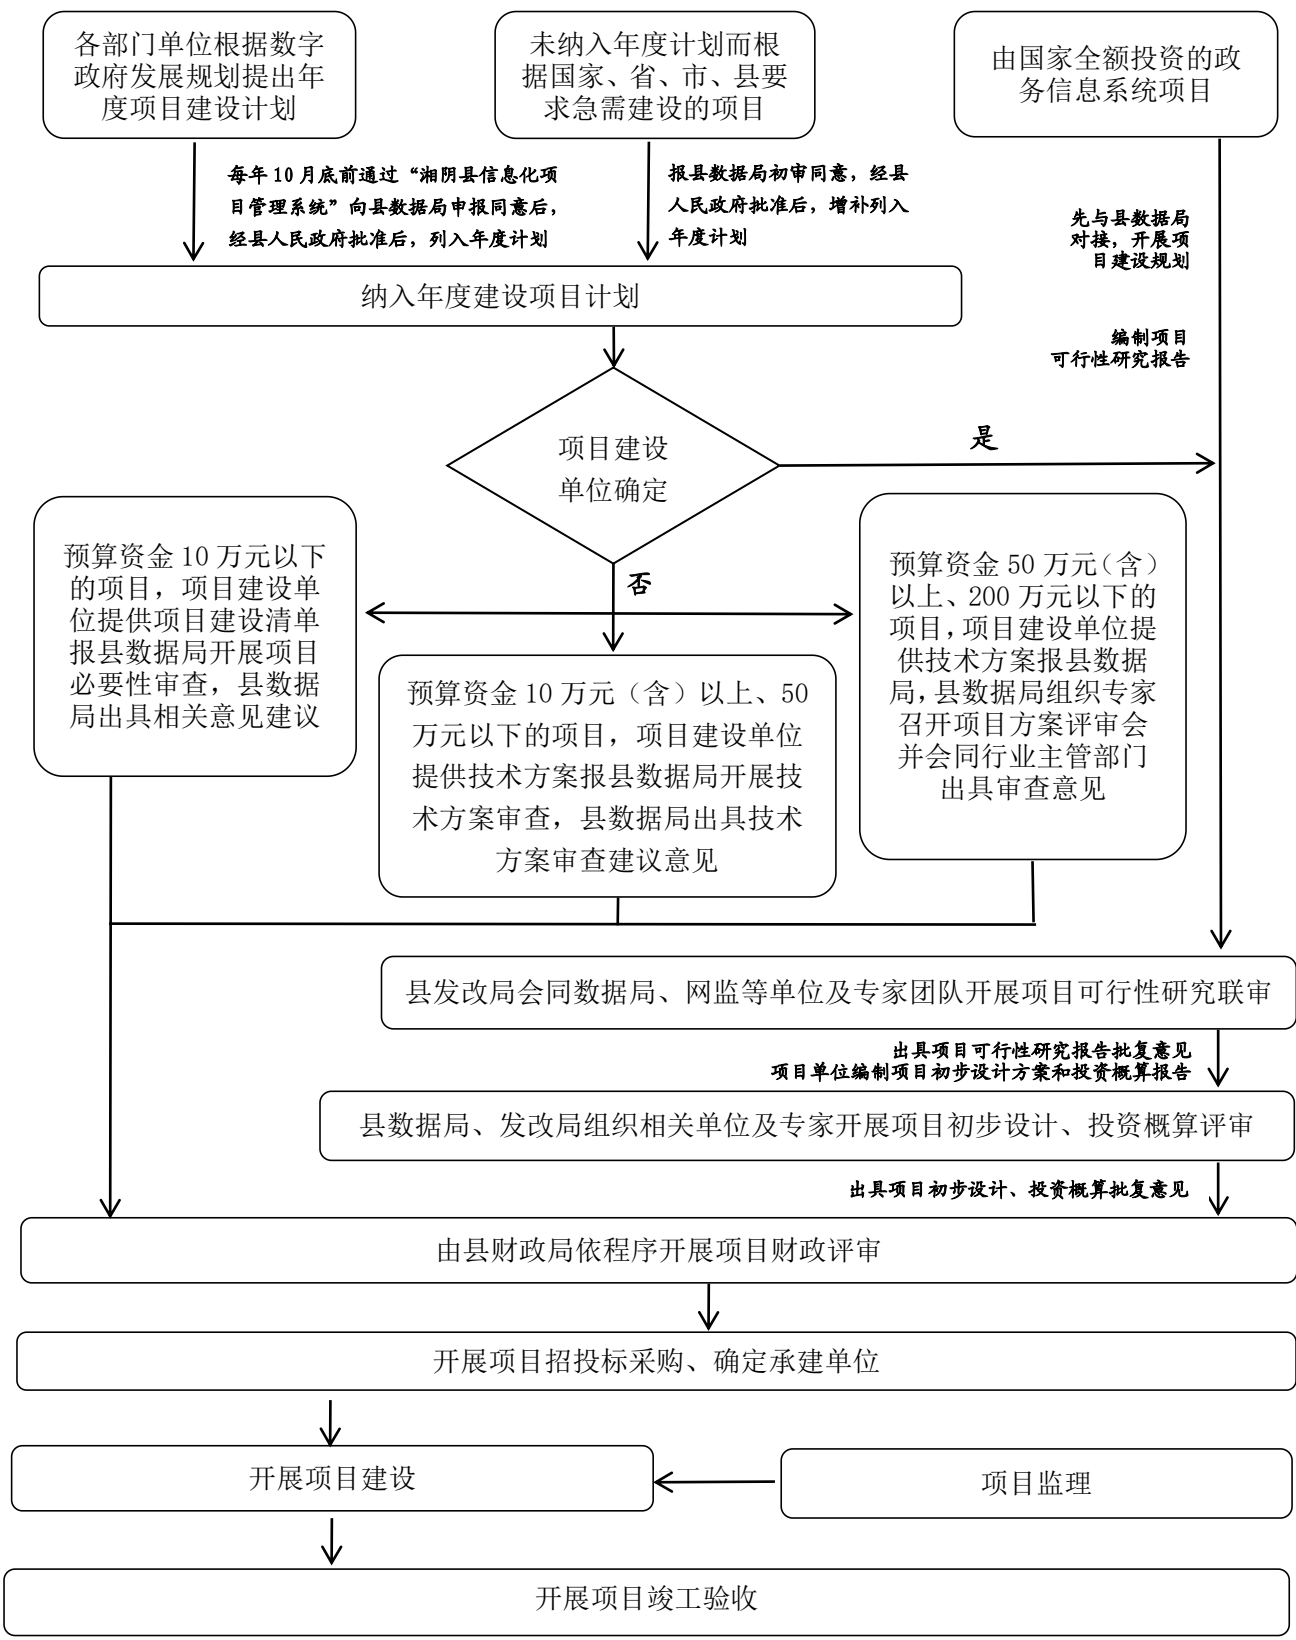 各部门单位根据数字
政府发展规划提出年
度项目建设计划
未纳入年度计划而根
据国家、省、市、县要
求急需建设的项目
由国家全额投资的政
务信息系统项目
每年10月底前通过“湘阴县信息化项
目管理系统”向县数据局申报同意后，
经县人民政府批准后，列入年度计划
报县数据局初审同意，经县
人民政府批准后，增补列入
年度计划
先与县数据局
对接，开展项
目建设规划
纳入年度建设项目计划
编制项目
可行性研究报告
项目建设
单位确定
是
否
预算资金10万元以下
的项目，项目建设单
位提供项目建设清单
报县数据局开展项目
必要性审查，县数据
局出具相关意见建议
预算资金10万元（含）以上、50
万元以下的项目，项目建设单位
提供技术方案报县数据局开展技
术方案审查，县数据局出具技术
方案审查建议意见
预算资金50万元（含）
以上、200万元以下的
项目，项目建设单位提
供技术方案报县数据
局，县数据局组织专家
召开项目方案评审会
并会同行业主管部门
出具审查意见
县发改局会同数据局、网监等单位及专家团队开展项目可行性研究联审
出具项目可行性研究报告批复意见
项目单位编制项目初步设计方案和投资概算报告
县数据局、发改局组织相关单位及专家开展项目初步设计、投资概算评审
出具项目初步设计、投资概算批复意见
由县财政局依程序开展项目财政评审
开展项目招投标采购、确定承建单位
开展项目建设
项目监理
开展项目竣工验收